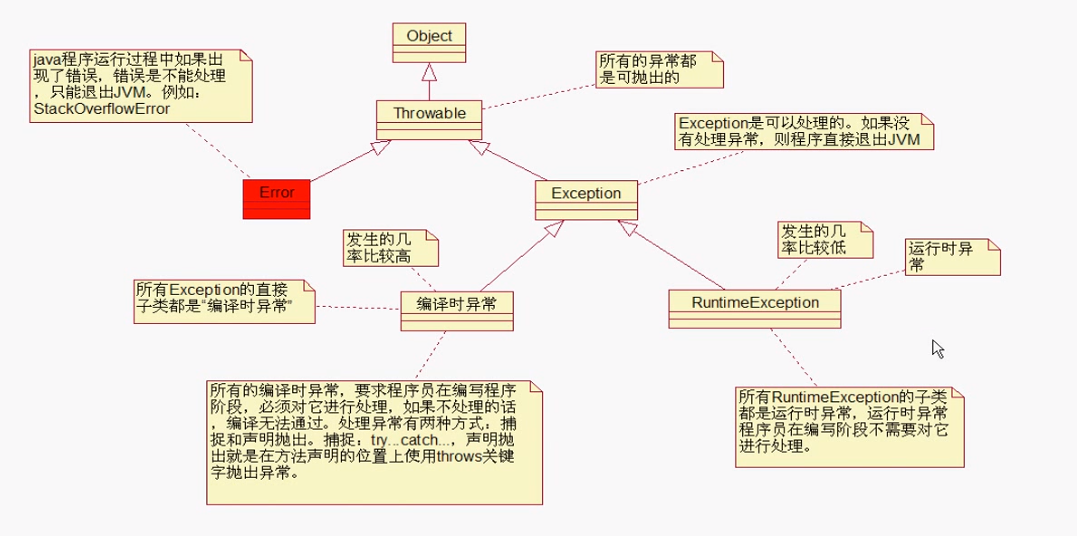 Object
java程序运行过程中如果出
现了错误，错误是不能处理
，只能退出JVM。例如：
StackOverflowError
所有的异常都
是可抛出的
Throwable
Exception是可以处理的。如果没
有处理异常，则程序直接退出JVM
Error
Exception
发生的几
率比较高
发生的几
率比较低
运行时异
常
所有Exception的直接
子类都是“编译时异常”
编译时异常
RuntimeException
所有的编译时异常，要求程序员在编写程序
阶段，必须对它进行处理，如果不处理的话
，编译无法通过。处理异常有两种方式：捕
捉和声明抛出。捕捉：try...catch...，声明抛
出就是在方法声明的位置上使用throws关键
字抛出异常。
所有RuntimeException的子类
都是运行时异常，运行时异常
程序员在编写阶段不需要对它
进行处理。